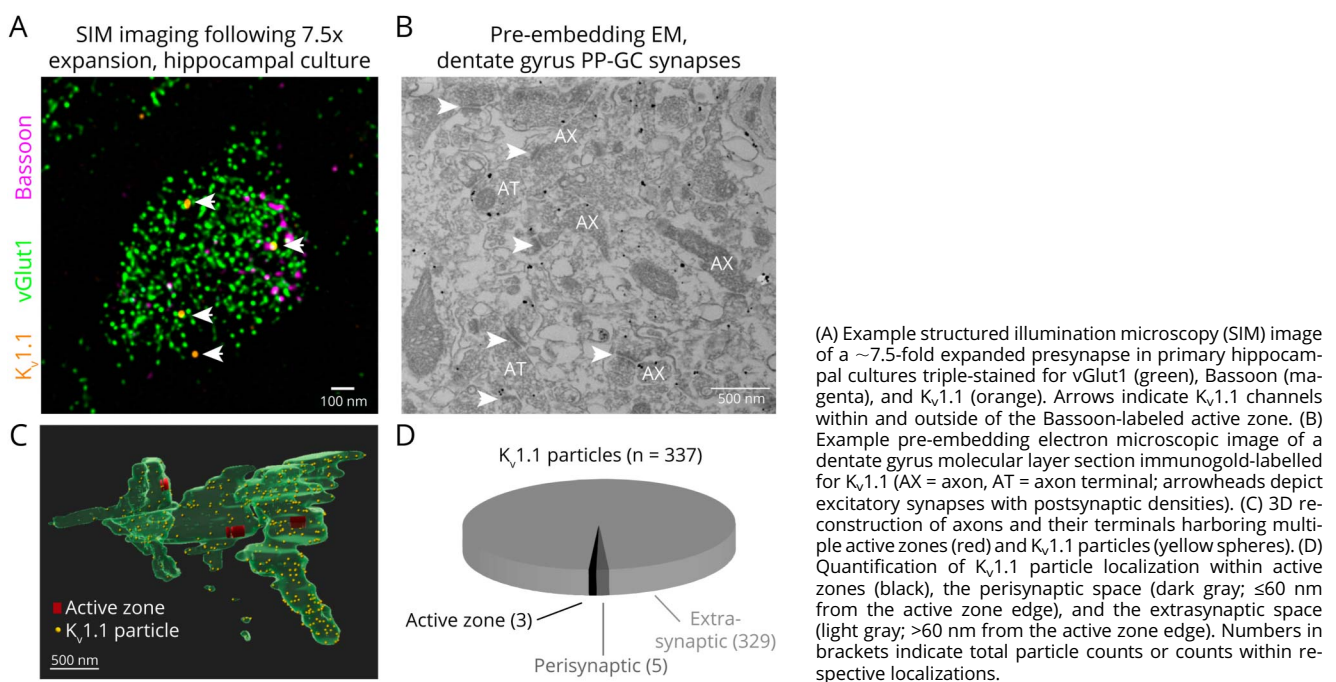 A
SIM imaging following 7.5x
expansion, hippocampal culture
Kv1.1 vGlut1 Bassoon
100 nm
B
Pre-embedding EM,
dentate gyrus PP-GC synapses
AX
AT
AX
AX
AT
AX
500 nm
C
Active zone
Kv1.1 particle
500 nm
D
Kv1.1 particles (n = 337)
Active zone (3)
Perisynaptic (5)
Extra-
synaptic (329)
(A) Example structured illumination microscopy (SIM) image
of a ~7.5-fold expanded presynapse in primary hippocam-
pal cultures triple-stained for vGlut1 (green), Bassoon (ma-
genta), and Kv1.1 (orange). Arrows indicate Kv1.1 channels
within and outside of the Bassoon-labeled active zone. (B)
Example pre-embedding electron microscopic image of a
dentate gyrus molecular layer section immunogold-labelled
for Kv1.1 (AX = axon, AT = axon terminal; arrowheads depict
excitatory synapses with postsynaptic densities). (C) 3D re-
construction of axons and their terminals harboring multi-
ple active zones (red) and Kv1.1 particles (yellow spheres). (D)
Quantification of Kv1.1 particle localization within active
zones (black), the perisynaptic space (dark gray; ≤60 nm
from the active zone edge), and the extrasynaptic space
(light gray; >60 nm from the active zone edge). Numbers in
brackets indicate total particle counts or counts within re-
spective localizations.